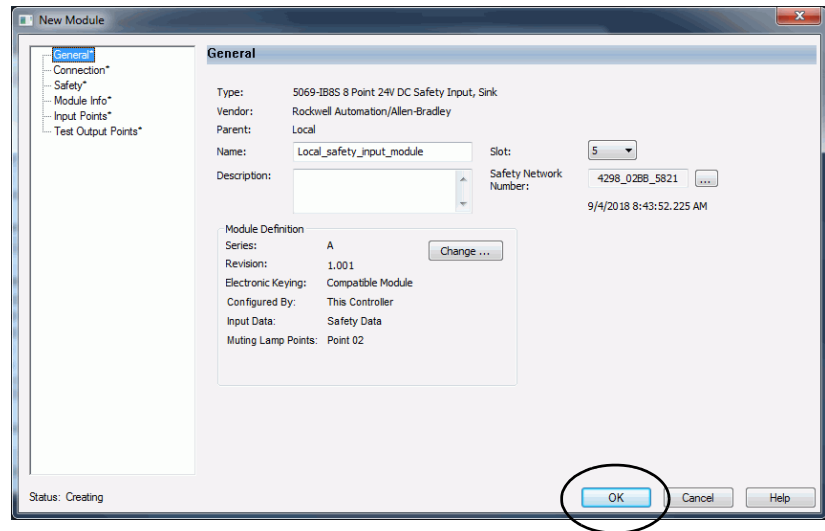 New Module
General*
Connection*
Safety*
Module Info*
Input Points*
Test Output Points*
General
Type: 5069-IB8S 8 Point 24V DC Safety Input, Sink
Vendor: Rockwell Automation/Allen-Bradley
Parent: Local
Name: Local_safety_input_module Slot: 5
Description: Safety Network Number: 4298_02BB_5821 ...
9/4/2018 8:43:52.225 AM
Module Definition
Series: A Change ...
Revision: 1.001
Electronic Keying: Compatible Module
Configured By: This Controller
Input Data: Safety Data
Muting Lamp Points: Point 02
Status: Creating OK Cancel Help